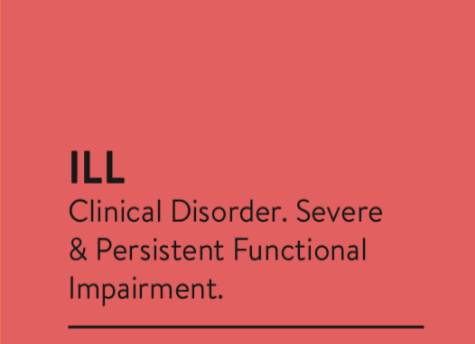 ILL
Clinical Disorder. Severe
& Persistent Functional
Impairment.